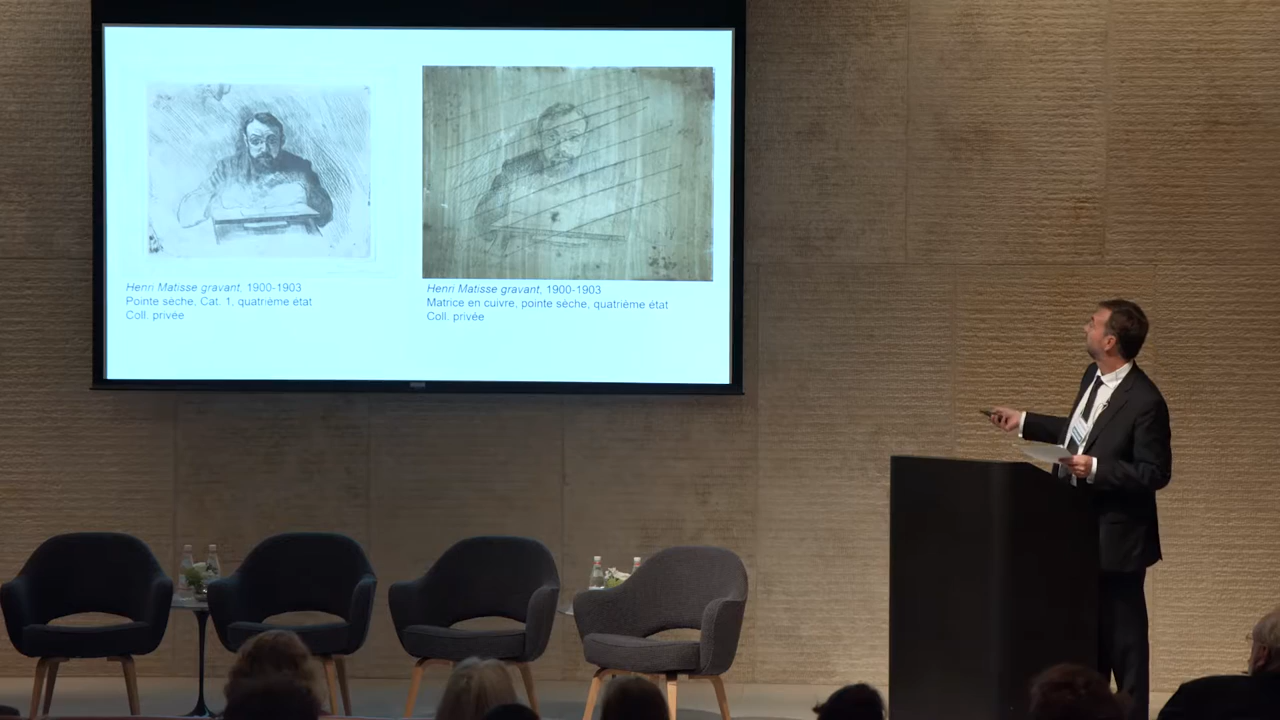 Henri Matisse gravant, 1900-1903
Pointe sèche, Cat. 1, quatrième état
Coll. privée
Henri Matisse gravant, 1900-1903
Matrice en cuivre, pointe sèche, quatrième état
Coll. privée